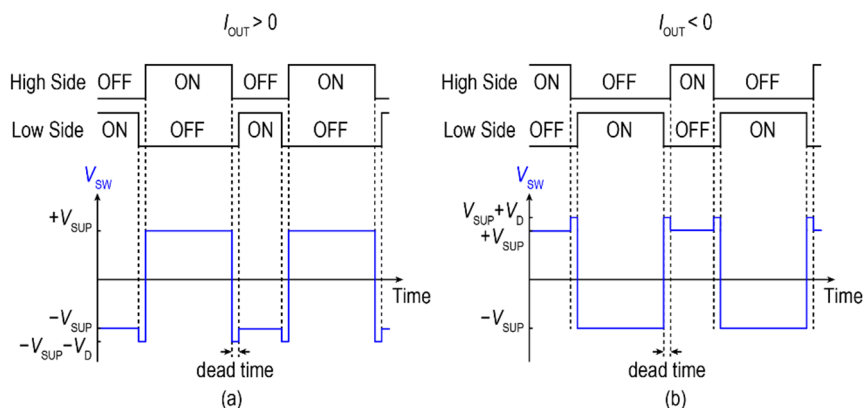 I_OUT > 0
High Side OFF ON OFF ON
Low Side ON OFF ON OFF
V_SW
+V_SUP
Time
−V_SUP
−V_SUP−V_D
dead time
(a)
I_OUT < 0
High Side ON OFF ON OFF
Low Side OFF ON OFF ON
V_SW
V_SUP+V_D
+V_SUP
Time
−V_SUP
dead time
(b)